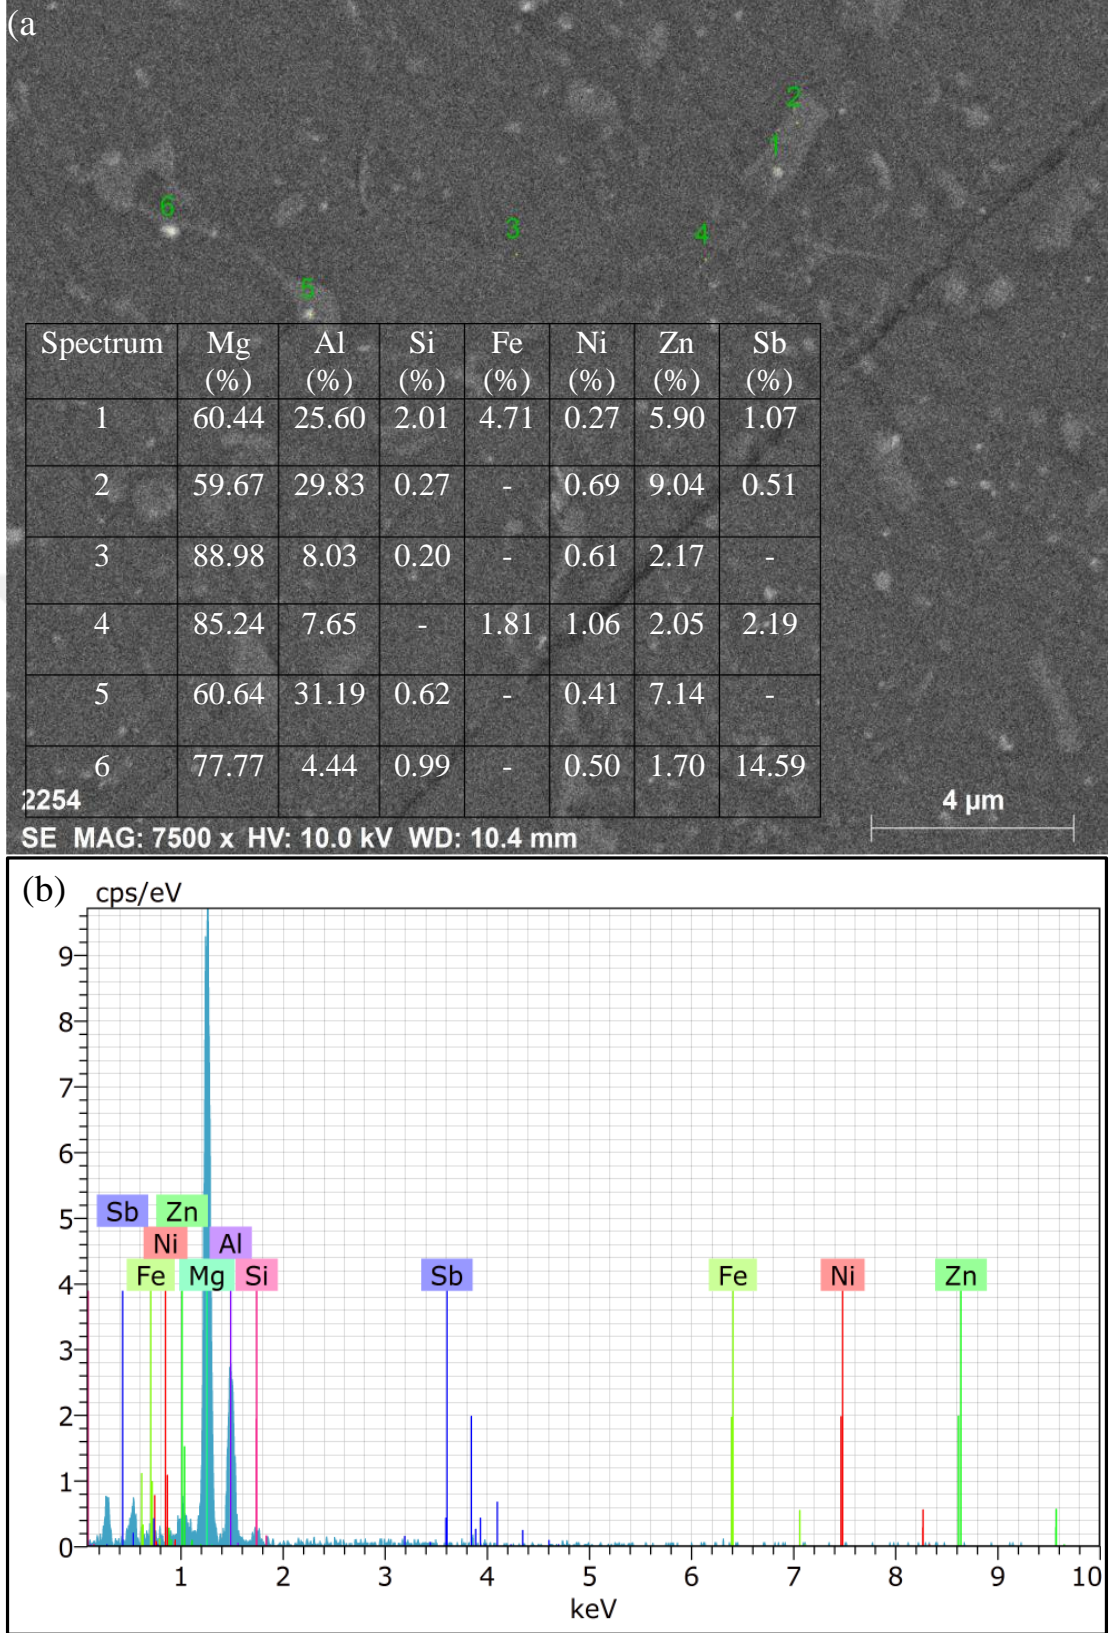 (a
2
1
6
3
4
5
Spectrum Mg (%) Al (%) Si (%) Fe (%) Ni (%) Zn (%) Sb (%)
1 60.44 25.60 2.01 4.71 0.27 5.90 1.07
2 59.67 29.83 0.27 - 0.69 9.04 0.51
3 88.98 8.03 0.20 - 0.61 2.17 -
4 85.24 7.65 - 1.81 1.06 2.05 2.19
5 60.64 31.19 0.62 - 0.41 7.14 -
6 77.77 4.44 0.99 - 0.50 1.70 14.59
2254
4 µm
SE MAG: 7500 x HV: 10.0 kV WD: 10.4 mm
(b) cps/eV
9
8
7
6
5
4
3
2
1
0
Sb Zn
Ni Al
Fe Mg Si Sb Fe Ni Zn
1 2 3 4 5 6 7 8 9 10
keV